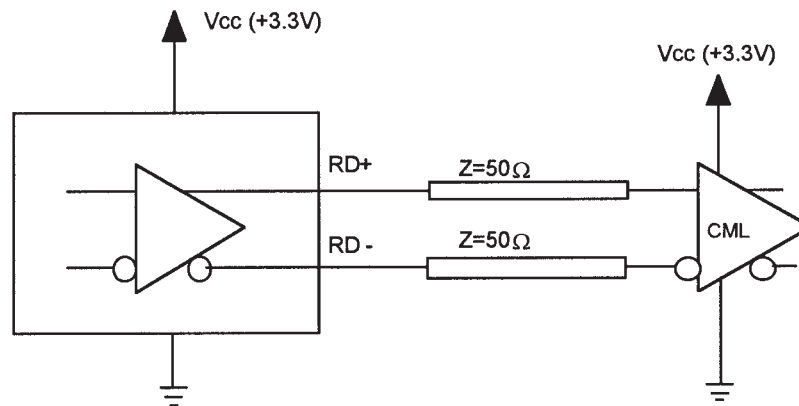 Vcc (+3.3V)
Vcc (+3.3V)
RD+
Z=50Ω
CML
RD -
Z=50Ω